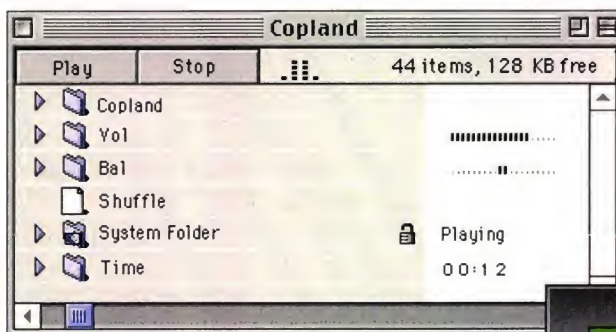 Copland
Play Stop 44 items, 128 KB free
Copland
Vol
Bal
Shuffle
System Folder Playing
Time 00:12